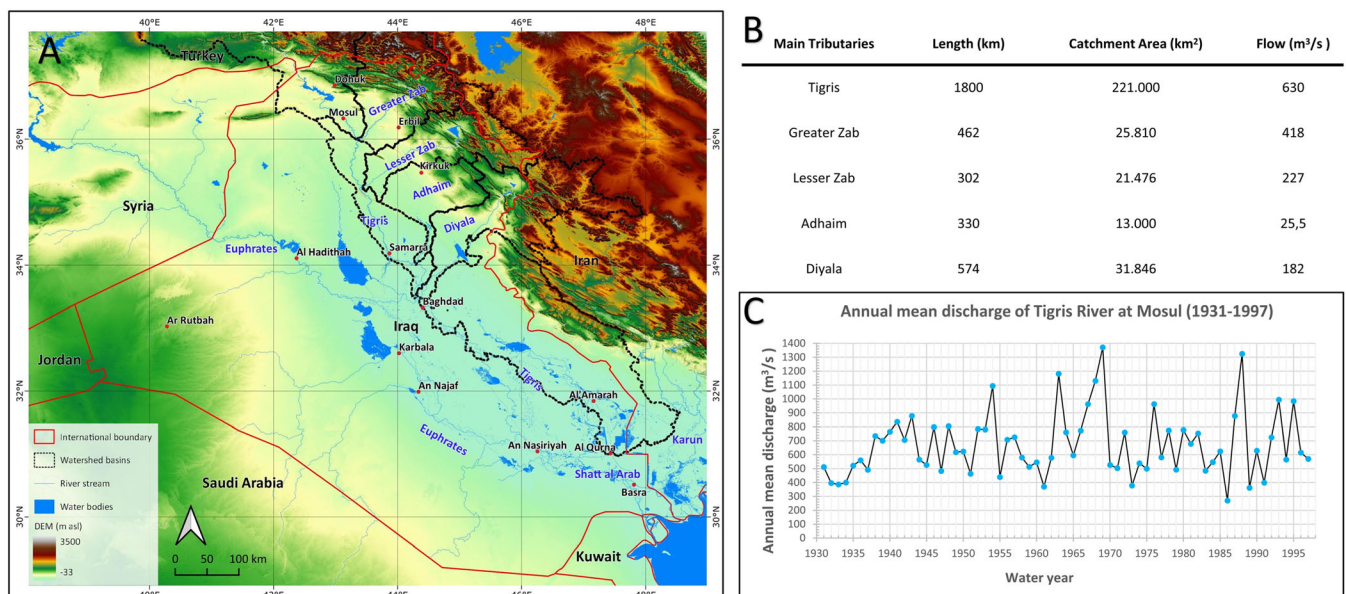 A
40°E 42°E 44°E 46°E 48°E
Turkey
Dohuk
Greater Zab
Mosul
Erbil
36°N
36°N
Lesser Zab
Kirkuk
Adhaim
Syria
Tigris
Diyala
Euphrates
Samarra
Al Hadithah
Iran
34°N
34°N
Baghdad
Ar Rutbah
Iraq
Karbala
Jordan
Tigris
An Najaf
32°N
32°N
Al Amarah
Euphrates
An Nasiriyah
Al Qurna
Karun
Shatt al Arab
Saudi Arabia
Basra
30°N
30°N
Kuwait
International boundary
Watershed basins
River stream
Water bodies
DEM (m asl)
3500
-33
0 50 100 km
40°E 42°E 44°E 46°E 48°E
B
Main Tributaries Length (km) Catchment Area (km²) Flow (m³/s )
Tigris 1800 221.000 630
Greater Zab 462 25.810 418
Lesser Zab 302 21.476 227
Adhaim 330 13.000 25,5
Diyala 574 31.846 182
C
Annual mean discharge of Tigris River at Mosul (1931-1997)
Annual mean discharge (m³/s )
1400
1300
1200
1100
1000
900
800
700
600
500
400
300
200
100
0
1930 1935 1940 1945 1950 1955 1960 1965 1970 1975 1980 1985 1990 1995
Water year